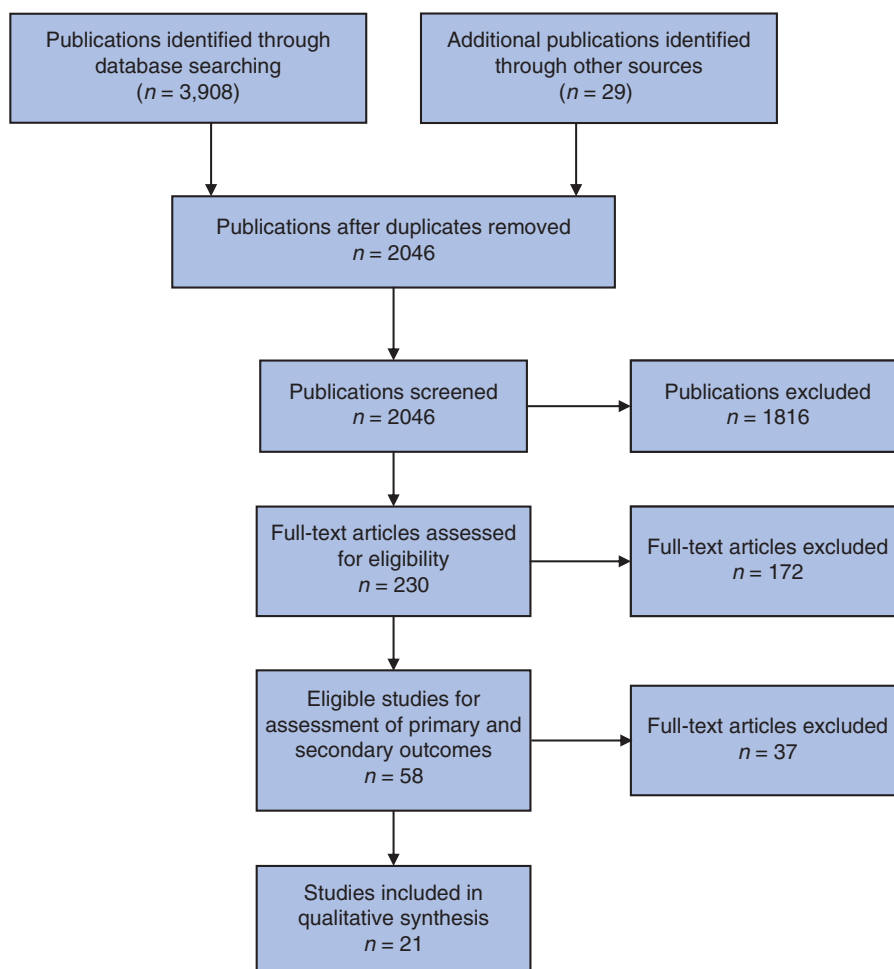 Publications identified through
database searching
(n = 3,908)
Additional publications identified
through other sources
(n = 29)
Publications after duplicates removed
n = 2046
Publications screened
n = 2046
Publications excluded
n = 1816
Full-text articles assessed
for eligibility
n = 230
Full-text articles excluded
n = 172
Eligible studies for
assessment of primary and
secondary outcomes
n = 58
Full-text articles excluded
n = 37
Studies included in
qualitative synthesis
n = 21